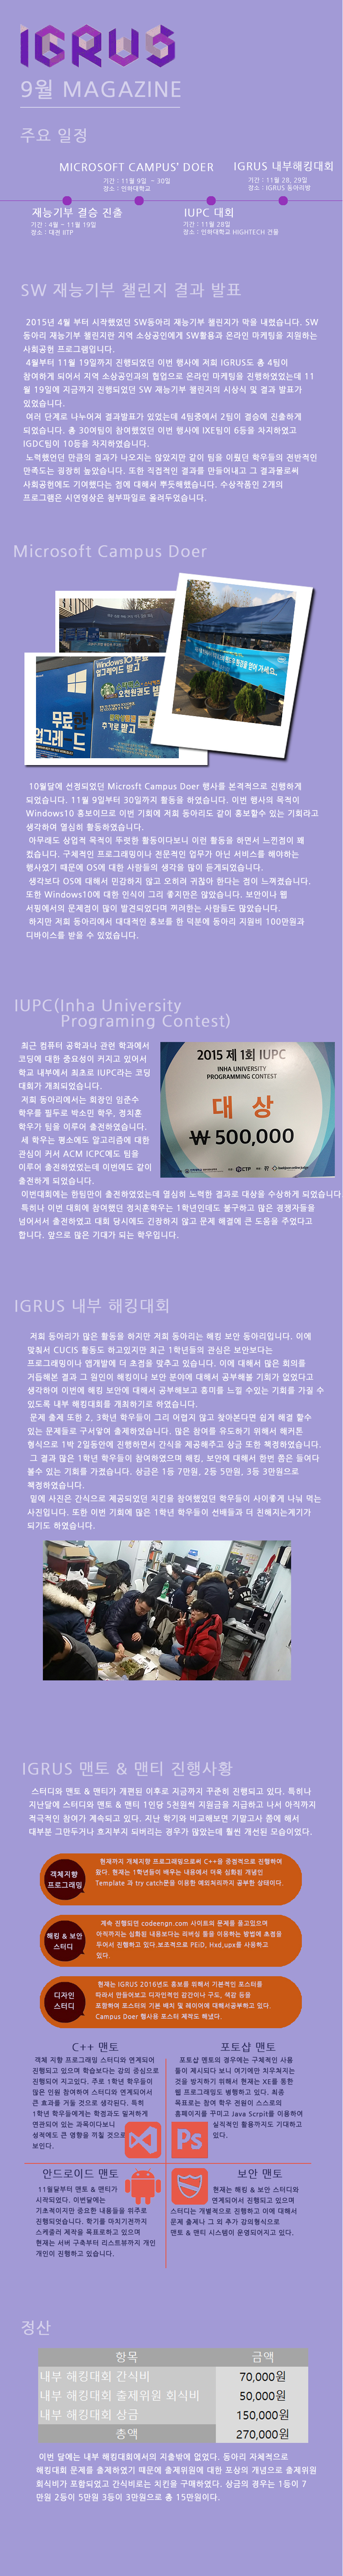 IGRUS
9월 MAGAZINE
주요 일정
MICROSOFT CAMPUS' DOER
기간 : 11월 9일 ~ 30일
장소 : 인하대학교
IGRUS 내부해킹대회
기간 : 11월 28, 29일
장소 : IGRUS 동아리방
재능기부 결승 진출
기간 : 4월 ~ 11월 19일
장소 : 대전 IITP
IUPC 대회
기간 : 11월 28일
장소 : 인하대학교 HIGHTECH 건물
SW 재능기부 챌린지 결과 발표
2015년 4월 부터 시작했었던 SW동아리 재능기부 챌린지가 막을 내렸습니다. SW
동아리 재능기부 챌린지란 지역 소상공인에게 SW활용과 온라인 마케팅을 지원하는
사회공헌 프로그램입니다.
4월부터 11월 19일까지 진행되었던 이번 행사에 저희 IGRUS도 총 4팀이
참여하게 되어서 지역 소상공인과의 협업으로 온라인 마케팅을 진행하였었는데 11
월 19일에 지금까지 진행되었던 SW 재능기부 챌린지의 시상식 및 결과 발표가
있었습니다.
여러 단계로 나누어져 결과발표가 있었는데 4팀중에서 2팀이 결승에 진출하게
되었습니다. 총 30여팀이 참여했었던 이번 행사에 IXE팀이 6등을 차지하였고
IGDC팀이 10등을 차지하였습니다.
노력했언던 만큼의 결과가 나오지는 않았지만 같이 팀을 이뤘던 학우들의 전반적인
만족도는 굉장히 높았습니다. 또한 직접적인 결과를 만들어내고 그 결과물로써
사회공헌에도 기여했다는 점에 대해서 뿌듯해했습니다. 수상작품인 2개의
프로그램은 시연영상은 첨부파일로 올려두었습니다.
Microsoft Campus Doer
Windows10 무료
업그레이드 받고
추가로 받고
무료한
업그레드
10월달에 선정되었던 Microsft Campus Doer 행사를 본격적으로 진행하게
되었습니다. 11월 9일부터 30일까지 활동을 하였습니다. 이번 행사의 목적이
Windows10 홍보이므로 이번 기회에 저희 동아리도 같이 홍보할수 있는 기회라고
생각하여 열심히 활동하였습니다.
아무래도 상업적 목적이 뚜렷한 활동이다보니 이런 활동을 하면서 느낀점이 꽤
컸습니다. 구체적인 프로그래밍이나 전문적인 업무가 아닌 서비스를 해야하는
행사였기 때문에 OS에 대한 사람들의 생각을 많이 듣게되었습니다.
생각보다 OS에 대해서 민감하지 않고 오히려 귀찮아 한다는 점이 느껴졌습니다.
또한 Windows10에 대한 인식이 그리 좋지만은 않았습니다. 보안이나 웹
서핑에서의 문제점이 많이 발견되었다며 꺼려한는 사람들도 많았습니다.
하지만 저희 동아리에서 대대적인 홍보를 한 덕분에 동아리 지원비 100만원과
디바이스를 받을 수 있었습니다.
IUPC(Inha University
Programing Contest)
최근 컴퓨터 공학과나 관련 학과에서
코딩에 대한 중요성이 커지고 있어서
학교 내부에서 최초로 IUPC라는 코딩
대회가 개최되었습니다.
저희 동아리에서는 회장인 임준수
학우를 필두로 박소민 학우, 정치훈
학우가 팀을 이루어 출전하였습니다.
세 학우는 평소에도 알고리즘에 대한
관심이 커서 ACM ICPC에도 팀을
이루어 출전하였었는데 이번에도 같이
출전하게 되었습니다.
2015 제 1회 IUPC
INHA UNIVERSITY
PROGRAMMING CONTEST
대 상
₩ 500,000
이번대회에는 한팀만이 출전하였었는데 열심히 노력한 결과로 대상을 수상하게 되었습니다.
특히나 이번 대회에 참여했던 정치훈학우는 1학년인데도 불구하고 많은 경쟁자들을
넘어서서 출전하였고 대회 당시에도 긴장하지 않고 문제 해결에 큰 도움을 주었다고
합니다. 앞으로 많은 기대가 되는 학우입니다.
IGRUS 내부 해킹대회
저희 동아리가 많은 활동을 하지만 저희 동아리는 해킹 보안 동아리입니다. 이에
맞춰서 CUCIS 활동도 하고있지만 최근 1학년들의 관심은 보안보다는
프로그래밍이나 앱개발에 더 초점을 맞추고 있습니다. 이에 대해서 많은 회의를
거듭해본 결과 그 원인이 해킹이나 보안 분야에 대해서 공부해볼 기회가 없었다고
생각하여 이번에 해킹 보안에 대해서 공부해보고 흥미를 느낄 수있는 기회를 가질 수
있도록 내부 해킹대회를 개최하기로 하였습니다.
문제 출제 또한 2, 3학년 학우들이 그리 어렵지 않고 찾아본다면 쉽게 해결 할수
있는 문제들로 구서맣여 출제하였습니다. 많은 참여를 유도하기 위해서 해커톤
형식으로 1박 2일동안에 진행하면서 간식을 제공해주고 상금 또한 책정하였습니다.
그 결과 많은 1학년 학우들이 참여하였으며 해킹, 보안에 대해서 한번 쯤은 들여다
볼수 있는 기회를 가졌습니다. 상금은 1등 7만원, 2등 5만원, 3등 3만원으로
책정하였습니다.
밑에 사진은 간식으로 제공되었던 치킨을 참여했었던 학우들이 사이좋게 나눠 먹는
사진입니다. 또한 이번 기회에 많은 1학년 학우들이 선배들과 더 친해지는계기가
되기도 하였습니다.
IGRUS 맨토 & 맨티 진행사황
스터디와 멘토 & 멘티가 개편된 이후로 지금까지 꾸준히 진행되고 있다. 특히나
지난달에 스터디와 멘토 & 멘티 1인당 5천원씩 지원금을 지급하고 나서 아직까지
적극적인 참여가 계속되고 있다. 지난 학기와 비교해보면 기말고사 쯤에 해서
대부분 그만두거나 흐지부지 되버리는 경우가 많았는데 훨씬 개선된 모습이었다.
객체지향
프로그래밍
현재까지 개체지향 프로그래밍으로써 C++을 중점적으로 진행하여
왔다. 현재는 1학년들이 배우는 내용에서 더욱 심화된 개념인
Template 과 try catch문을 이용한 예외처리까지 공부한 상태이다.
해킹 & 보안
스터디
계속 진행되던 codeengn.com 사이트의 문제를 풀고있으며
아직까지는 심화된 내용보다는 리버싱 툴를 이용하는 방법에 초점을
두어서 진행하고 있다.보조적으로 PEiD, Hxd,upx를 사용하고
있다.
디자인
스터디
현재는 IGRUS 2016년도 홍보를 위해서 기본적인 포스터를
따라서 만들어보고 디자인적인 감간이나 구도, 색감 등을
포함하여 포스터의 기본 배치 및 레이어에 대해서공부하고 있다.
Campus Doer 행사용 포스터 제작도 해냈다.
C++ 맨토
객체 지향 프로그래밍 스터디와 연계되어
진행되고 있으며 학습보다는 강의 중심으로
진행되어 지고있다. 주로 1학년 학우들이
많은 인원 참여하여 스터디와 연계되어서
큰 효과를 거둘 것으로 생각된다. 특히
1학년 학우들에게는 학점과도 밀저하게
연관되어 있는 과목이다보니
성적에도 큰 영향을 끼칠 것으로
보인다.
포토샵 맨토
포토샵 멘토의 경우에는 구체적인 사용
들이 제시되다 보니 여기에만 치우쳐지는
것을 방지하기 위해서 현재는 XE를 통한
웹 프로그래밍도 병행하고 있다. 최종
목표로는 참여 학우 전원이 스스로의
홈페이지를 꾸미고 Java Scrpit를 이용하여
실직적인 활용까지도 기대하고
있다.
Ps
안드로이드 맨토
11월달부터 맨토 & 맨티가
시작되었다. 이번달에는
기초적이지만 중요한 내용들을 위주로
진행되엇습니다. 학기를 마치기전까지
스케줄러 제작을 목표로하고 있으며
현재는 서버 구축부터 리스트뷰까지 개인
개인이 진행하고 있습니다.
보안 맨토
현재는 해킹 & 보안 스터디와
연계되어서 진행되고 있으며
스터디는 개별적으로 진행하고 이에 대해서
문제 출제나 그 외 추가 강의형식으로
맨토 & 맨티 시스템이 운영되어지고 있다.
정산
항목 금액
내부 해킹대회 간식비 70,000원
내부 해킹대회 출제위원 회식비 50,000원
내부 해킹대회 상금 150,000원
총액 270,000원
이번 달에는 내부 해킹대회에서의 지출밖에 없었다. 동아리 자체적으로
해킹대회 문제를 출제하였기 때문에 출제위원에 대한 포상의 개념으로 출제위원
회식비가 포함되었고 간식비로는 치킨을 구매하였다. 상금의 경우는 1등이 7
만원 2등이 5만원 3등이 3만원으로 총 15만원이다.